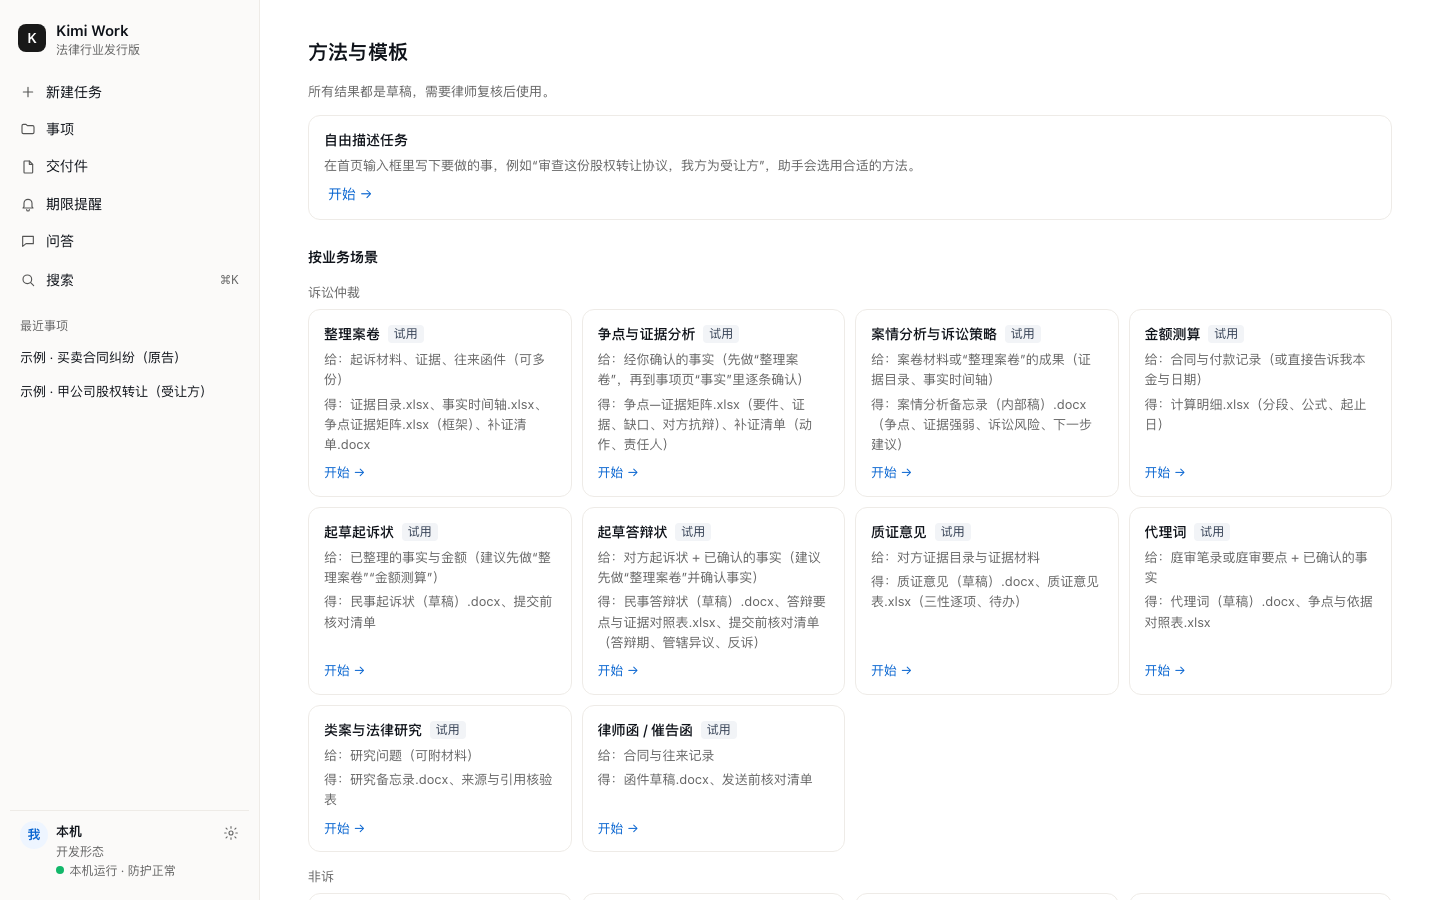 K
Kimi Work
法律行业发行版
新建任务
事项
交付件
期限提醒
问答
搜索 ⌘K
最近事项
示例 · 买卖合同纠纷（原告）
示例 · 甲公司股权转让（受让方）
我
本机
开发形态
本机运行 · 防护正常
方法与模板
所有结果都是草稿，需要律师复核后使用。
自由描述任务
在首页输入框里写下要做的事，例如“审查这份股权转让协议，我方为受让方”，助手会选用合适的方法。
开始 →
按业务场景
诉讼仲裁
整理案卷 试用
给：起诉材料、证据、往来函件（可多
份）
得：证据目录.xlsx、事实时间轴.xlsx、
争点证据矩阵.xlsx（框架）、补证清
单.docx
开始 →
争点与证据分析 试用
给：经你确认的事实（先做“整理案
卷”，再到事项页“事实”里逐条确认）
得：争点—证据矩阵.xlsx（要件、证
据、缺口、对方抗辩）、补证清单（动
作、责任人）
开始 →
案情分析与诉讼策略 试用
给：案卷材料或“整理案卷”的成果（证
据目录、事实时间轴）
得：案情分析备忘录（内部稿）.docx
（争点、证据强弱、诉讼风险、下一步
建议）
开始 →
金额测算 试用
给：合同与付款记录（或直接告诉我本
金与日期）
得：计算明细.xlsx（分段、公式、起止
日）
开始 →
起草起诉状 试用
给：已整理的事实与金额（建议先做“整
理案卷”“金额测算”）
得：民事起诉状（草稿）.docx、提交前
核对清单
开始 →
起草答辩状 试用
给：对方起诉状 + 已确认的事实（建议
先做“整理案卷”并确认事实）
得：民事答辩状（草稿）.docx、答辩要
点与证据对照表.xlsx、提交前核对清单
（答辩期、管辖异议、反诉）
开始 →
质证意见 试用
给：对方证据目录与证据材料
得：质证意见（草稿）.docx、质证意见
表.xlsx（三性逐项、待办）
开始 →
代理词 试用
给：庭审笔录或庭审要点 + 已确认的事
实
得：代理词（草稿）.docx、争点与依据
对照表.xlsx
开始 →
类案与法律研究 试用
给：研究问题（可附材料）
得：研究备忘录.docx、来源与引用核验
表
开始 →
律师函 / 催告函 试用
给：合同与往来记录
得：函件草稿.docx、发送前核对清单
开始 →
非诉